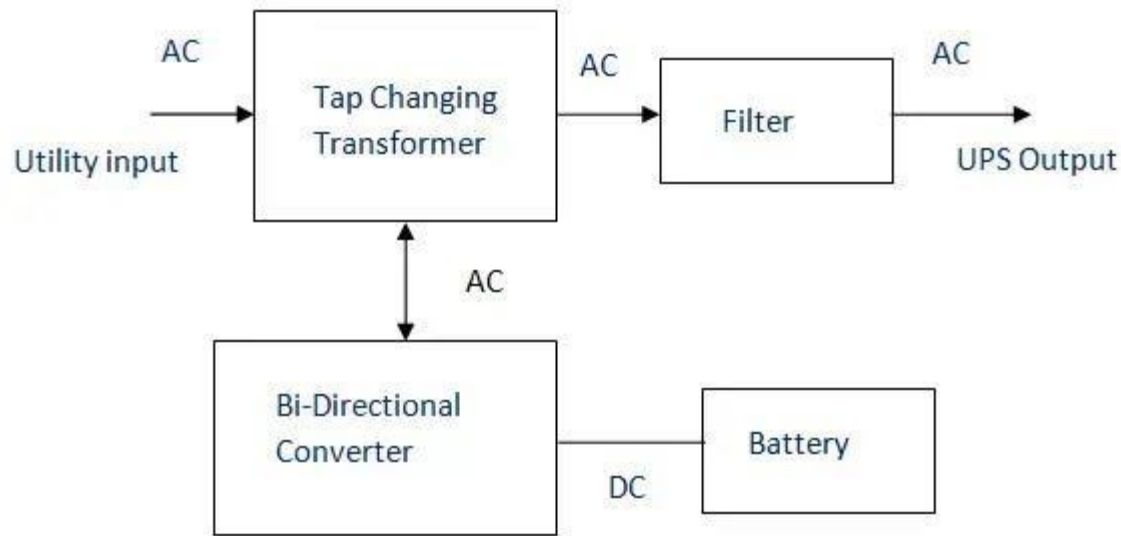 AC
Utility input
Tap Changing
Transformer
AC
Filter
AC
UPS Output
AC
Bi-Directional
Converter
DC
Battery